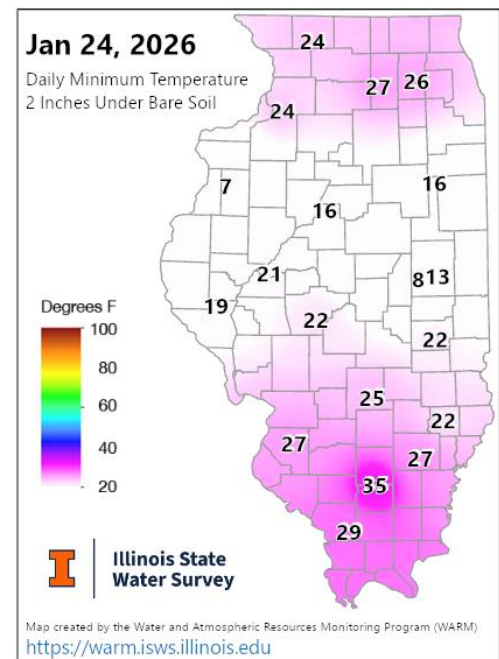 Jan 24, 2026
Daily Minimum Temperature
2 Inches Under Bare Soil
24
27
26
24
7
16
16
21
8
13
19
22
22
25
22
27
27
35
29
Degrees F
100
80
60
40
20
I
Illinois State
Water Survey
Map created by the Water and Atmospheric Resources Monitoring Program (WARM)
https://warm.isws.illinois.edu